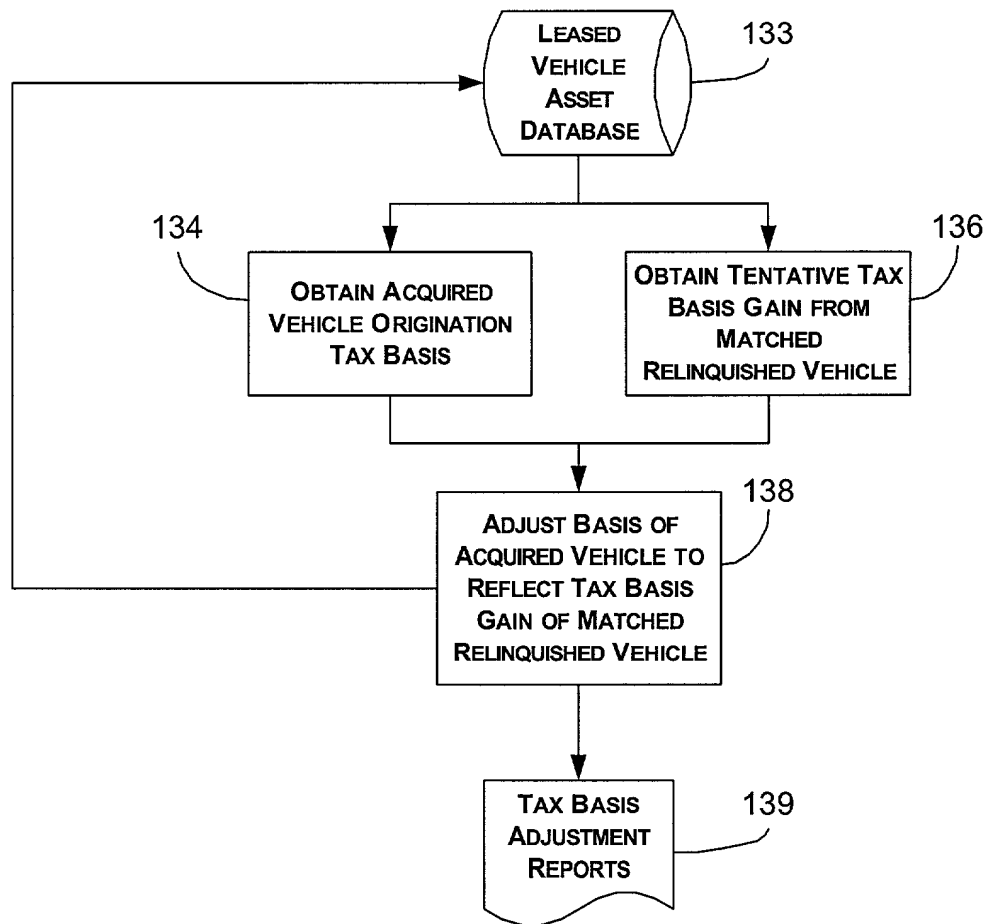 LEASED
VEHICLE
ASSET
DATABASE
133
134
136
OBTAIN ACQUIRED
VEHICLE ORIGINATION
TAX BASIS
OBTAIN TENTATIVE TAX
BASIS GAIN FROM
MATCHED
RELINQUISHED VEHICLE
138
ADJUST BASIS OF
ACQUIRED VEHICLE TO
REFLECT TAX BASIS
GAIN OF MATCHED
RELINQUISHED VEHICLE
TAX BASIS
ADJUSTMENT
REPORTS
139